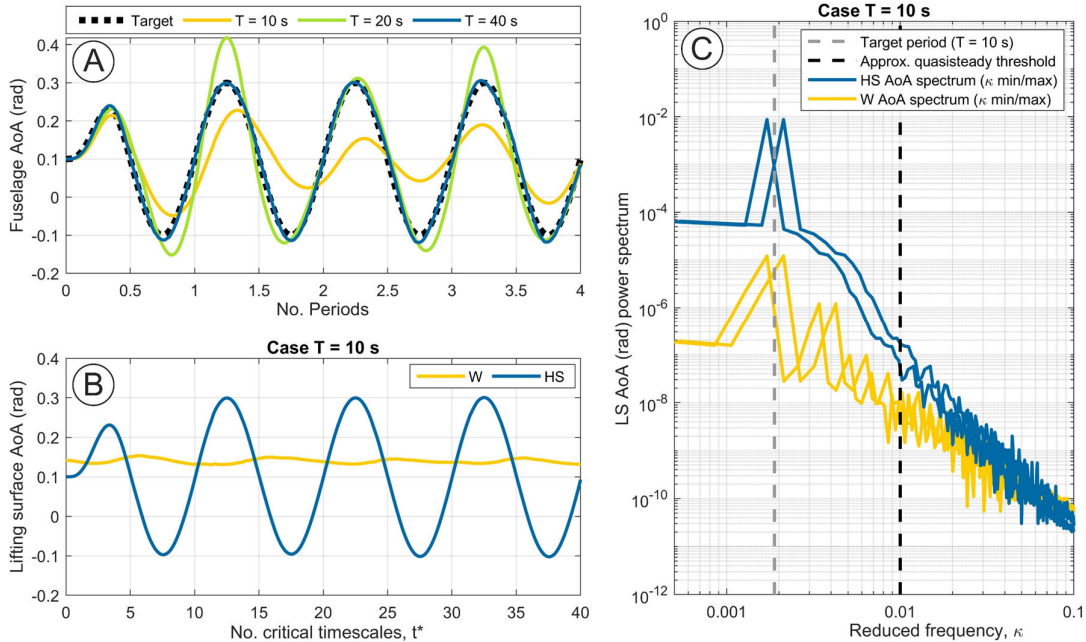 Target T = 10 s T = 20 s T = 40 s
A
0.4
0.3
0.2
0.1
0
-0.1
-0.2
Fuselage AoA (rad)
0 0.5 1 1.5 2 2.5 3 3.5 4
No. Periods
Case T = 10 s
B
W HS
0.4
0.3
0.2
0.1
0
-0.1
-0.2
Lifting surface AoA (rad)
0 5 10 15 20 25 30 35 40
No. critical timescales, t*
Case T = 10 s
C
Target period (T = 10 s)
Approx. quasisteady threshold
HS AoA spectrum (κ min/max)
W AoA spectrum (κ min/max)
10^0
10^-2
10^-4
10^-6
10^-8
10^-10
10^-12
LS AoA (rad) power spectrum
0.001 0.01 0.1
Reduced frequency, κ